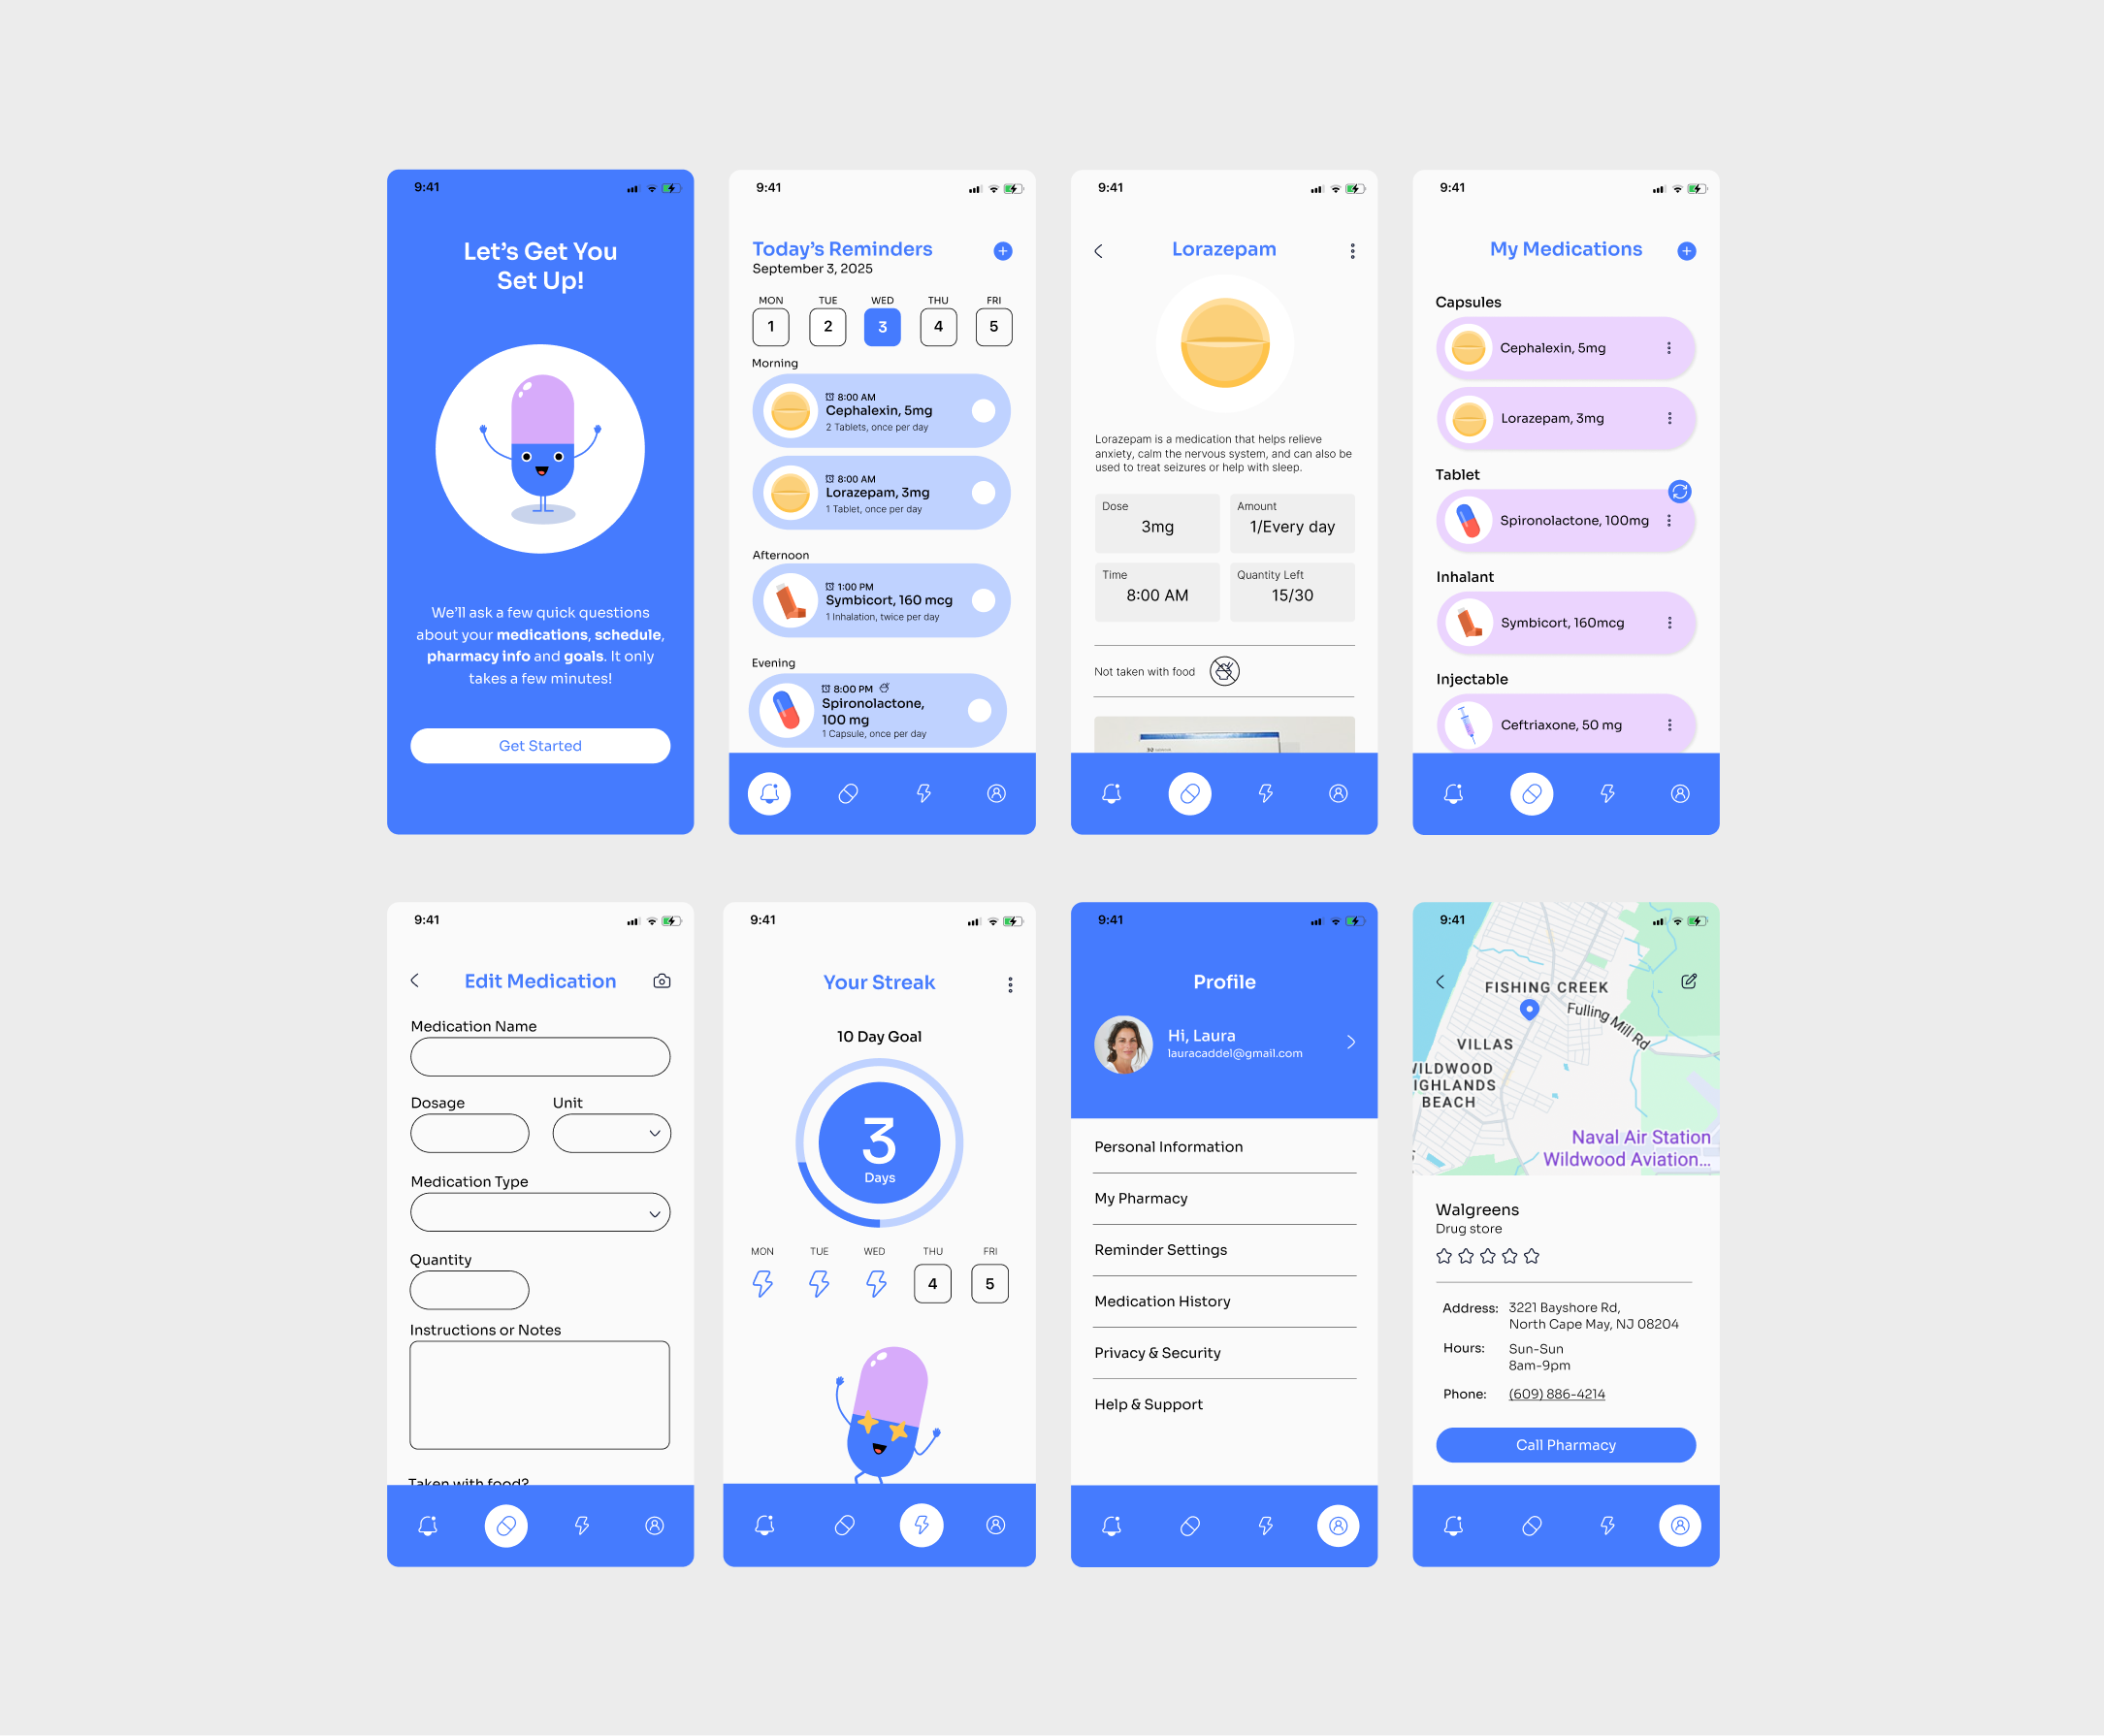 9:41
Let's Get You
Set Up!
We'll ask a few quick questions
about your medications, schedule,
pharmacy info and goals. It only
takes a few minutes!
Get Started
9:41
Today's Reminders
September 3, 2025
MON TUE WED THU FRI
1 2 3 4 5
Morning
8:00 AM
Cephalexin, 5mg
2 Tablets, once per day
8:00 AM
Lorazepam, 3mg
1 Tablet, once per day
Afternoon
1:00 PM
Symbicort, 160 mcg
1 Inhalation, twice per day
Evening
8:00 PM
Spironolactone,
100 mg
1 Capsule, once per day
9:41
Lorazepam
Lorazepam is a medication that helps relieve
anxiety, calm the nervous system, and can also be
used to treat seizures or help with sleep.
Dose Amount
3mg 1/Every day
Time Quantity Left
8:00 AM 15/30
Not taken with food
9:41
My Medications
Capsules
Cephalexin, 5mg
Lorazepam, 3mg
Tablet
Spironolactone, 100mg
Inhalant
Symbicort, 160mcg
Injectable
Ceftriaxone, 50 mg
9:41
Edit Medication
Medication Name
Dosage Unit
Medication Type
Quantity
Instructions or Notes
Taken with food?
9:41
Your Streak
10 Day Goal
3
Days
MON TUE WED THU FRI
4 5
9:41
Profile
Hi, Laura
lauracaddel@gmail.com
Personal Information
My Pharmacy
Reminder Settings
Medication History
Privacy & Security
Help & Support
9:41
FISHING CREEK
Fulling Mill Rd
VILLAS
WILDWOOD
IGHLANDS
BEACH
Naval Air Station
Wildwood Aviation...
Walgreens
Drug store
Address: 3221 Bayshore Rd,
North Cape May, NJ 08204
Hours: Sun-Sun
8am-9pm
Phone: (609) 886-4214
Call Pharmacy